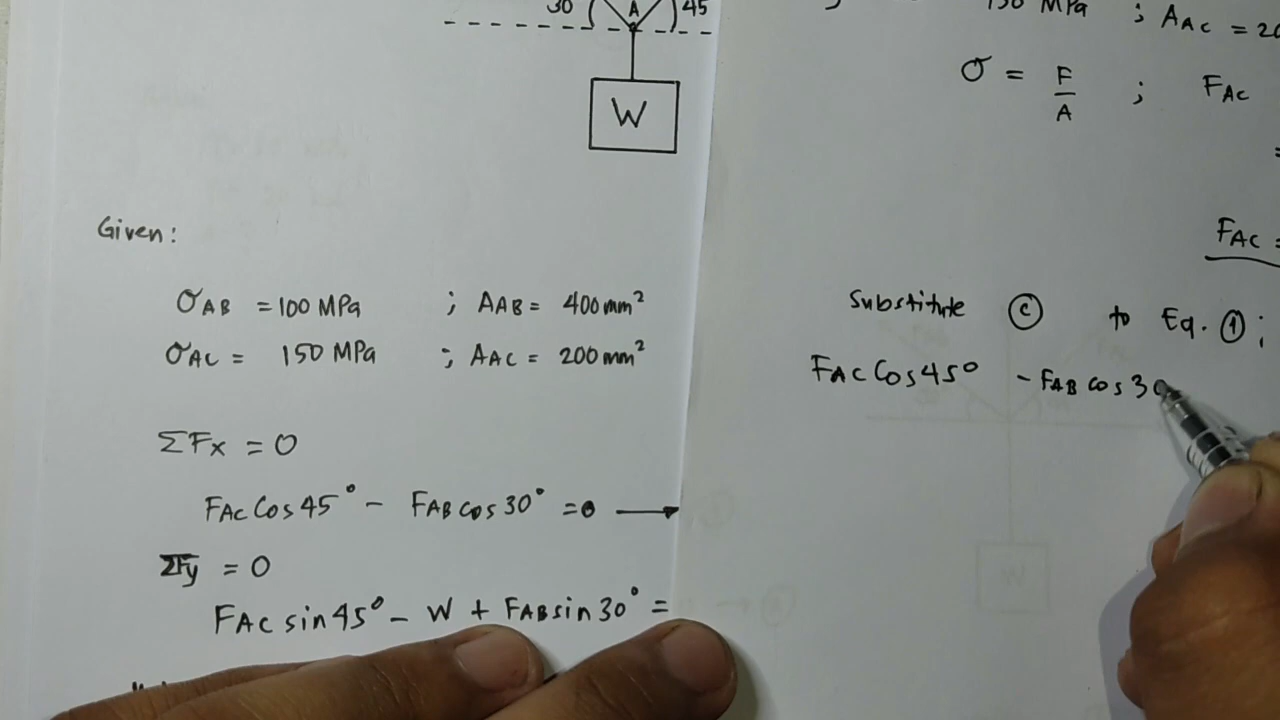 30 A 45
W
Given:
σAB = 100 MPa ; AAB = 400 mm²
σAC = 150 MPa ; AAC = 200 mm²
ΣFx = 0
FAC Cos 45° - FAB cos 30° = 0 →
ΣFy = 0
FAC sin 45° - W + FAB sin 30° =
150 MPa ; AAC = 20
σ = F/A ; FAC
=
FAC =
Substitute Ⓒ to Eq. ①;
FAC Cos 45° - FAB cos 30